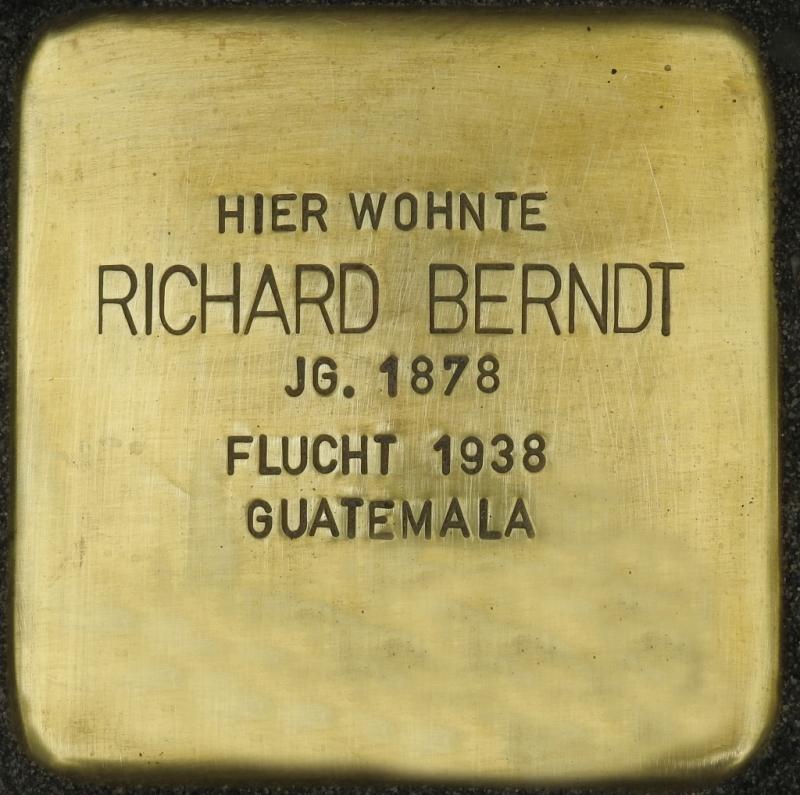 HIER WOHNTE
RICHARD BERNDT
JG. 1878
FLUCHT 1938
GUATEMALA